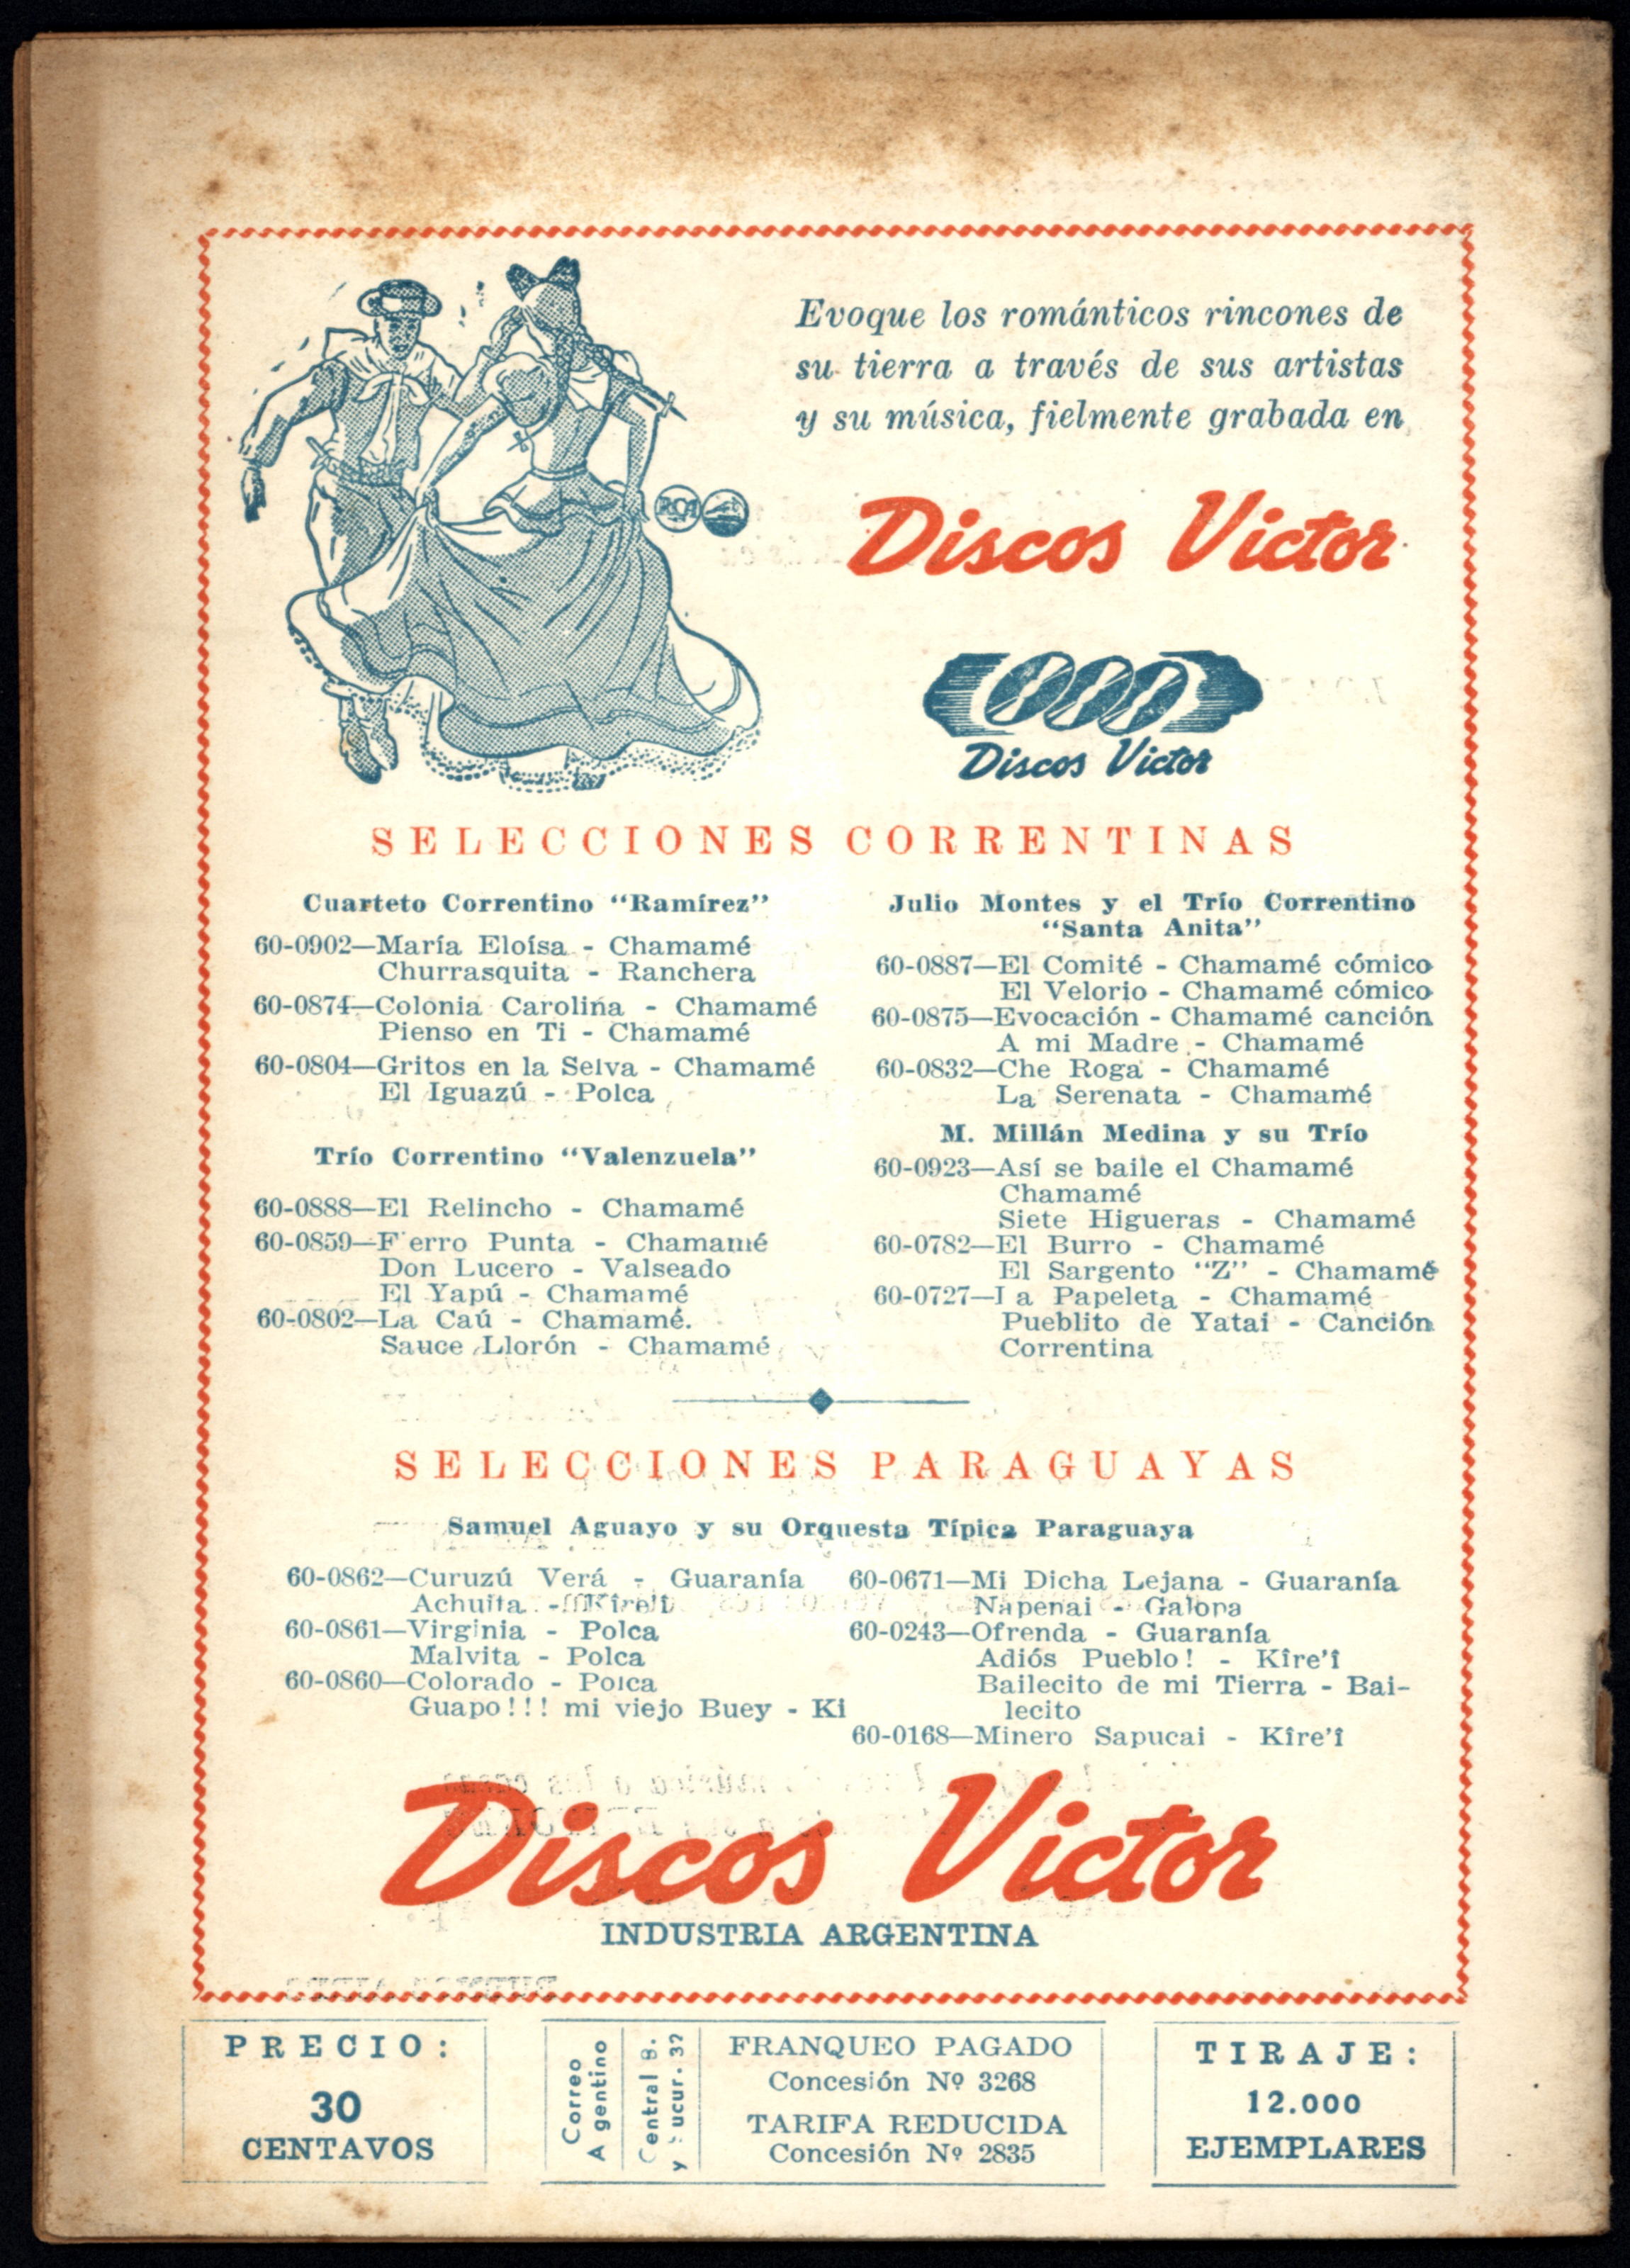 Evoque los románticos rincones de
su tierra a través de sus artistas
y su música, fielmente grabada en
RCA
Discos Victor
Discos Victor
SELECCIONES CORRENTINAS
Cuarteto Correntino “Ramírez”
60-0902—María Eloísa - Chamamé
Churrasquita - Ranchera
60-0874—Colonia Carolina - Chamamé
Pienso en Ti - Chamamé
60-0804—Gritos en la Selva - Chamamé
El Iguazú - Polca
Trío Correntino “Valenzuela”
60-0888—El Relincho - Chamamé
60-0859—F erro Punta - Chamamé
Don Lucero - Valseado
El Yapú - Chamamé
60-0802—La Caú - Chamamé.
Sauce Llorón - Chamamé
Julio Montes y el Trío Correntino
“Santa Anita”
60-0887—El Comité - Chamamé cómico
El Velorio - Chamamé cómico
60-0875—Evocación - Chamamé canción
A mi Madre - Chamamé
60-0832—Che Roga - Chamamé
La Serenata - Chamamé
M. Millán Medina y su Trío
60-0923—Así se baile el Chamamé
Chamamé
Siete Higueras - Chamamé
60-0782—El Burro - Chamamé
El Sargento “Z” - Chamamé
60-0727—La Papeleta - Chamamé
Pueblito de Yatai - Canción
Correntina
SELECCIONES PARAGUAYAS
Samuel Aguayo y su Orquesta Típica Paraguaya
60-0862—Curuzú Verá - Guaranía
Achuita -
60-0861—Virginia - Polca
Malvita - Polca
60-0860—Colorado - Polca
Guapo!!! mi viejo Buey - Ki
60-0671—Mi Dicha Lejana - Guaranía
Napenai - Galopa
60-0243—Ofrenda - Guaranía
Adiós Pueblo! - Kîre’î
Bailecito de mi Tierra - Bai-
lecito
60-0168—Minero Sapucai - Kîre’î
Discos Victor
INDUSTRIA ARGENTINA
PRECIO:
30
CENTAVOS
Correo
A gentino
Central B.
y Sucur. 37
FRANQUEO PAGADO
Concesión Nº 3268
TARIFA REDUCIDA
Concesión Nº 2835
TIRAJE:
12.000
EJEMPLARES